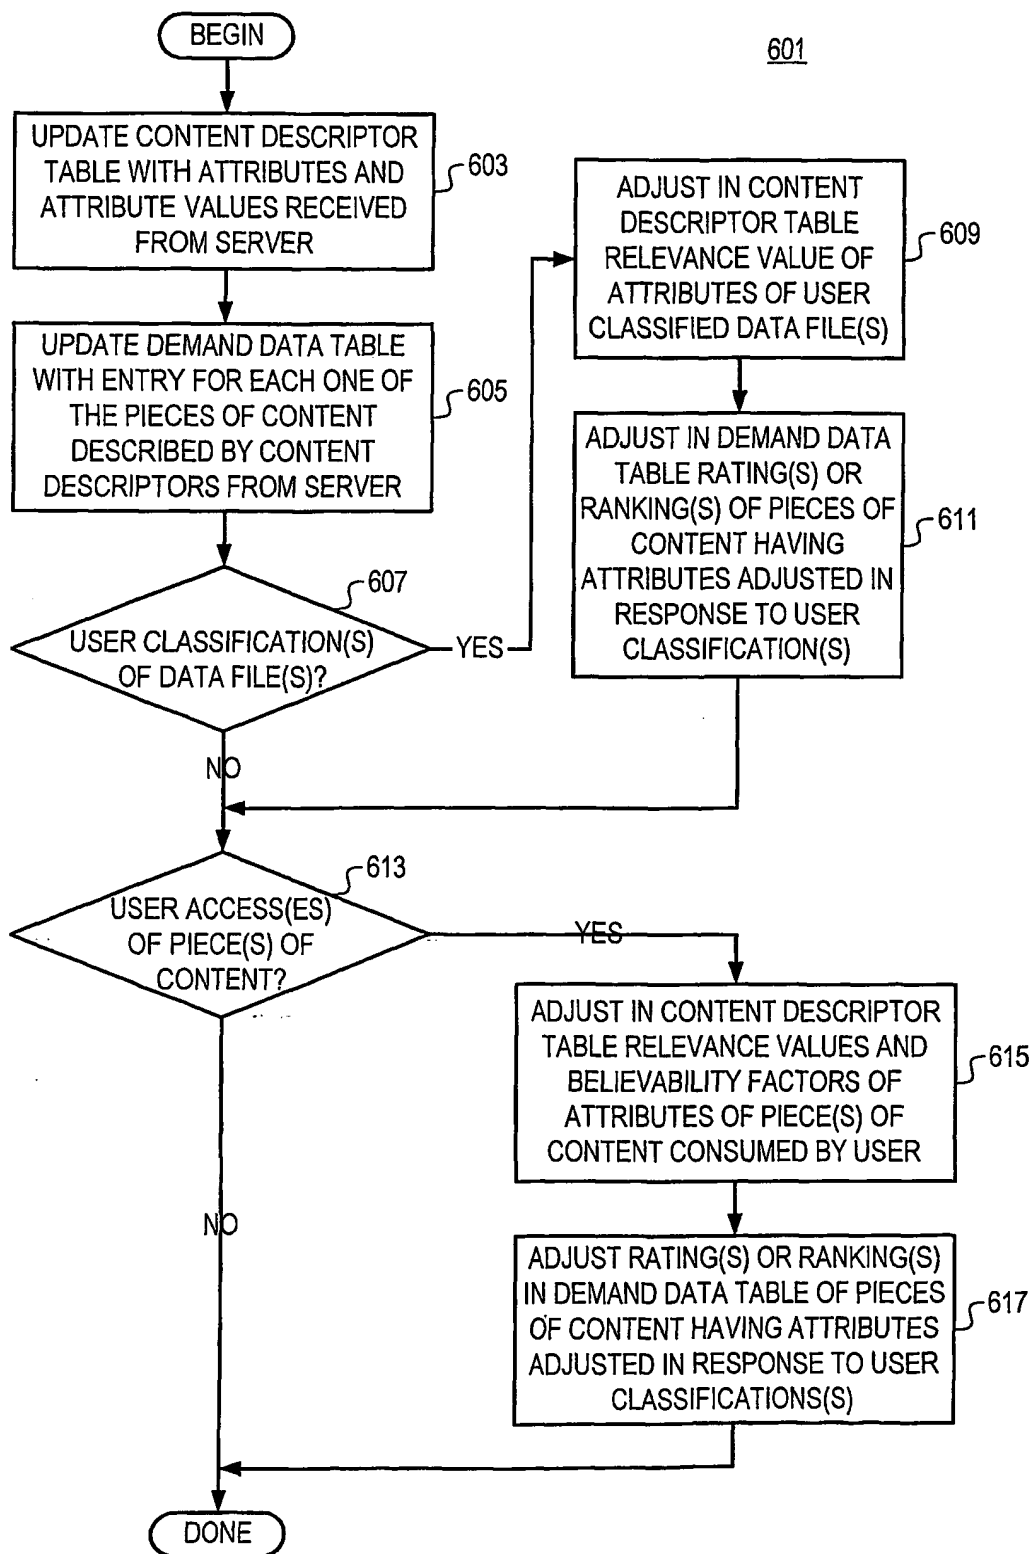 BEGIN
601
UPDATE CONTENT DESCRIPTOR
TABLE WITH ATTRIBUTES AND
ATTRIBUTE VALUES RECEIVED
FROM SERVER
603
UPDATE DEMAND DATA TABLE
WITH ENTRY FOR EACH ONE OF
THE PIECES OF CONTENT
DESCRIBED BY CONTENT
DESCRIPTORS FROM SERVER
605
607
USER CLASSIFICATION(S)
OF DATA FILE(S)?
YES
NO
ADJUST IN CONTENT
DESCRIPTOR TABLE
RELEVANCE VALUE OF
ATTRIBUTES OF USER
CLASSIFIED DATA FILE(S)
609
ADJUST IN DEMAND DATA
TABLE RATING(S) OR
RANKING(S) OF PIECES OF
CONTENT HAVING
ATTRIBUTES ADJUSTED IN
RESPONSE TO USER
CLASSIFICATION(S)
611
613
USER ACCESS(ES)
OF PIECE(S) OF
CONTENT?
YES
NO
ADJUST IN CONTENT DESCRIPTOR
TABLE RELEVANCE VALUES AND
BELIEVABILITY FACTORS OF
ATTRIBUTES OF PIECE(S) OF
CONTENT CONSUMED BY USER
615
ADJUST RATING(S) OR RANKING(S)
IN DEMAND DATA TABLE OF PIECES
OF CONTENT HAVING ATTRIBUTES
ADJUSTED IN RESPONSE TO USER
CLASSIFICATIONS(S)
617
DONE